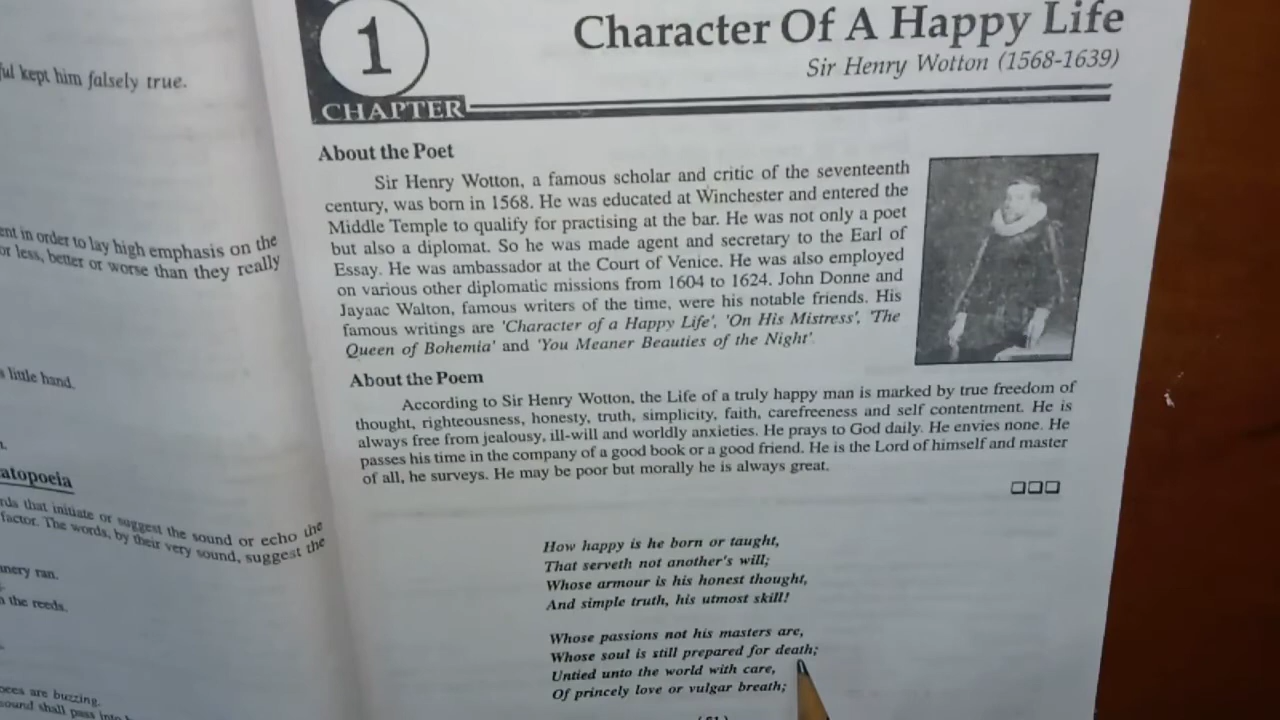 ful kept him falsely true.
ent in order to lay high emphasis on the
or less, better or worse than they really
s little hand.
atopoela
rds that initiate or suggest the sound or echo the
factor. The words, by their very sound, suggest the
nery ran.
n the reeds.
bees are buzzing.
sound shall pass into
1
CHAPTER
Character Of A Happy Life
Sir Henry Wotton (1568-1639)
About the Poet
Sir Henry Wotton, a famous scholar and critic of the seventeenth
century, was born in 1568. He was educated at Winchester and entered the
Middle Temple to qualify for practising at the bar. He was not only a poet
but also a diplomat. So he was made agent and secretary to the Earl of
Essay. He was ambassador at the Court of Venice. He was also employed
on various other diplomatic missions from 1604 to 1624. John Donne and
Jayaac Walton, famous writers of the time, were his notable friends. His
famous writings are 'Character of a Happy Life', 'On His Mistress', 'The
Queen of Bohemia' and 'You Meaner Beauties of the Night'.
About the Poem
According to Sir Henry Wotton, the Life of a truly happy man is marked by true freedom of
thought, righteousness, honesty, truth, simplicity, faith, carefreeness and self contentment. He is
always free from jealousy, ill-will and worldly anxieties. He prays to God daily. He envies none. He
passes his time in the company of a good book or a good friend. He is the Lord of himself and master
of all, he surveys. He may be poor but morally he is always great.
❑❑❑
How happy is he born or taught,
That serveth not another's will;
Whose armour is his honest thought,
And simple truth, his utmost skill!
Whose passions not his masters are,
Whose soul is still prepared for death;
Untied unto the world with care,
Of princely love or vulgar breath;